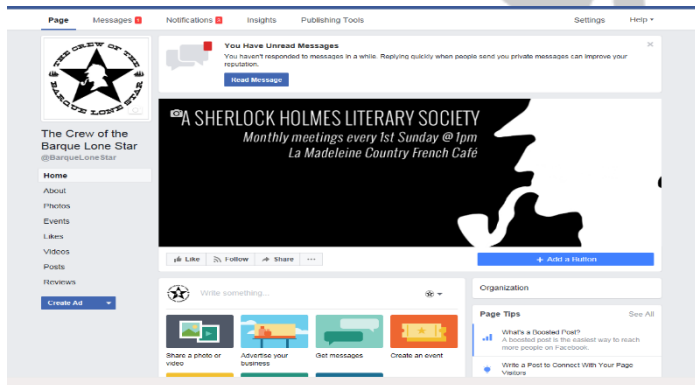 Page Messages 1 Notifications Insights Publishing Tools Settings Help
THE CREW OF THE
BARQUE LONE STAR
The Crew of the
Barque Lone Star
@BarqueLoneStar
Home
About
Photos
Events
Likes
Videos
Posts
Reviews
Create Ad
You Have Unread Messages
You haven't responded to messages in a while. Replying quickly when people send you private messages can improve your
reputation.
Read Message
A SHERLOCK HOLMES LITERARY SOCIETY
Monthly meetings every 1st Sunday @ 1pm
La Madeleine Country French Café
Like Follow Share ...
+ Add a Button
Write something...
Share a photo or
video
Advertise your
business
Get messages
Create an event
Organization
Page Tips See All
What's a Boosted Post?
A boosted post is the easiest way to reach
more people on Facebook.
Write a Post to Connect With Your Page
Visitors